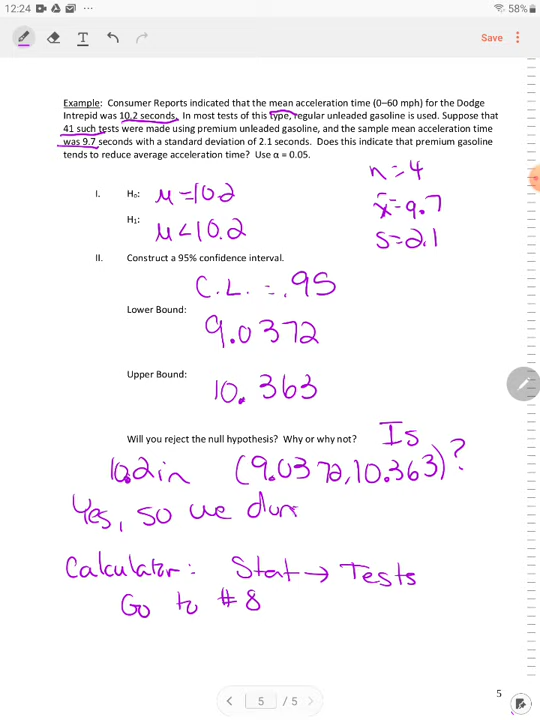 12:24
58%
Save
Example: Consumer Reports indicated that the mean acceleration time (0–60 mph) for the Dodge
Intrepid was 10.2 seconds. In most tests of this type, regular unleaded gasoline is used. Suppose that
41 such tests were made using premium unleaded gasoline, and the sample mean acceleration time
was 9.7 seconds with a standard deviation of 2.1 seconds. Does this indicate that premium gasoline
tends to reduce average acceleration time? Use α = 0.05.
n=4
I. H₀: μ=10.2
x̄=9.7
H₁: μ<10.2
s=2.1
II. Construct a 95% confidence interval.
C.L. = .95
Lower Bound:
9.0372
Upper Bound:
10.363
Will you reject the null hypothesis? Why or why not? Is
10.2 in (9.0372, 10.363)?
Yes, so we don
Calculator: Stat → Tests
Go to #8
5
5 / 5